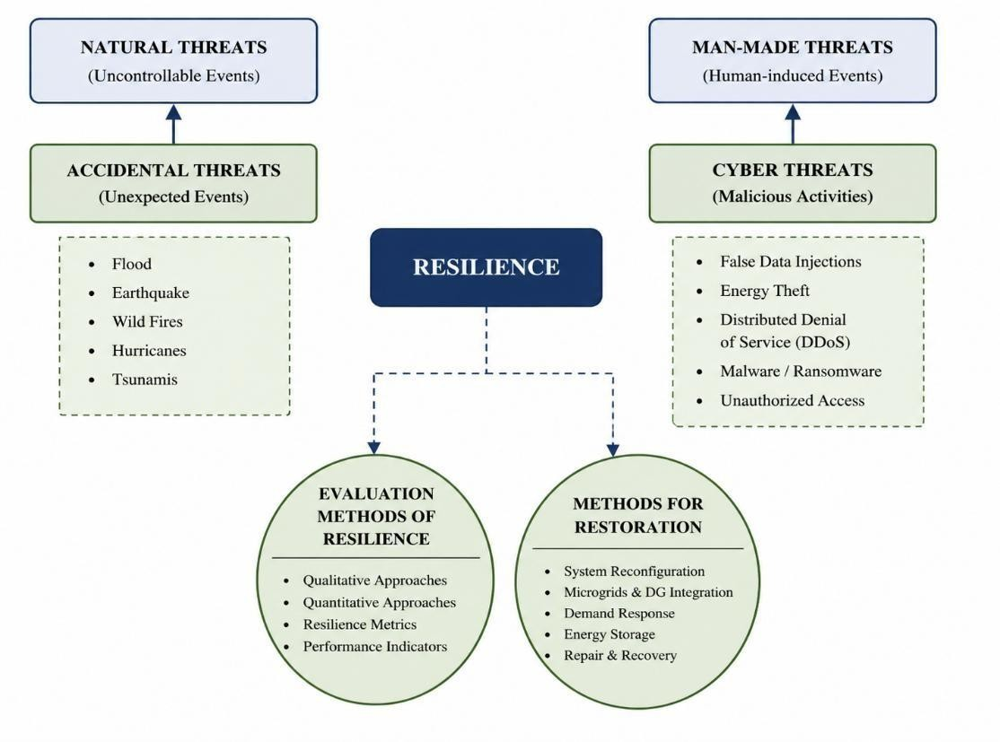 NATURAL THREATS
(Uncontrollable Events)
MAN-MADE THREATS
(Human-induced Events)
ACCIDENTAL THREATS
(Unexpected Events)
CYBER THREATS
(Malicious Activities)
• Flood
• Earthquake
• Wild Fires
• Hurricanes
• Tsunamis
RESILIENCE
• False Data Injections
• Energy Theft
• Distributed Denial
of Service (DDoS)
• Malware / Ransomware
• Unauthorized Access
EVALUATION
METHODS OF
RESILIENCE
• Qualitative Approaches
• Quantitative Approaches
• Resilience Metrics
• Performance Indicators
METHODS FOR
RESTORATION
• System Reconfiguration
• Microgrids & DG Integration
• Demand Response
• Energy Storage
• Repair & Recovery